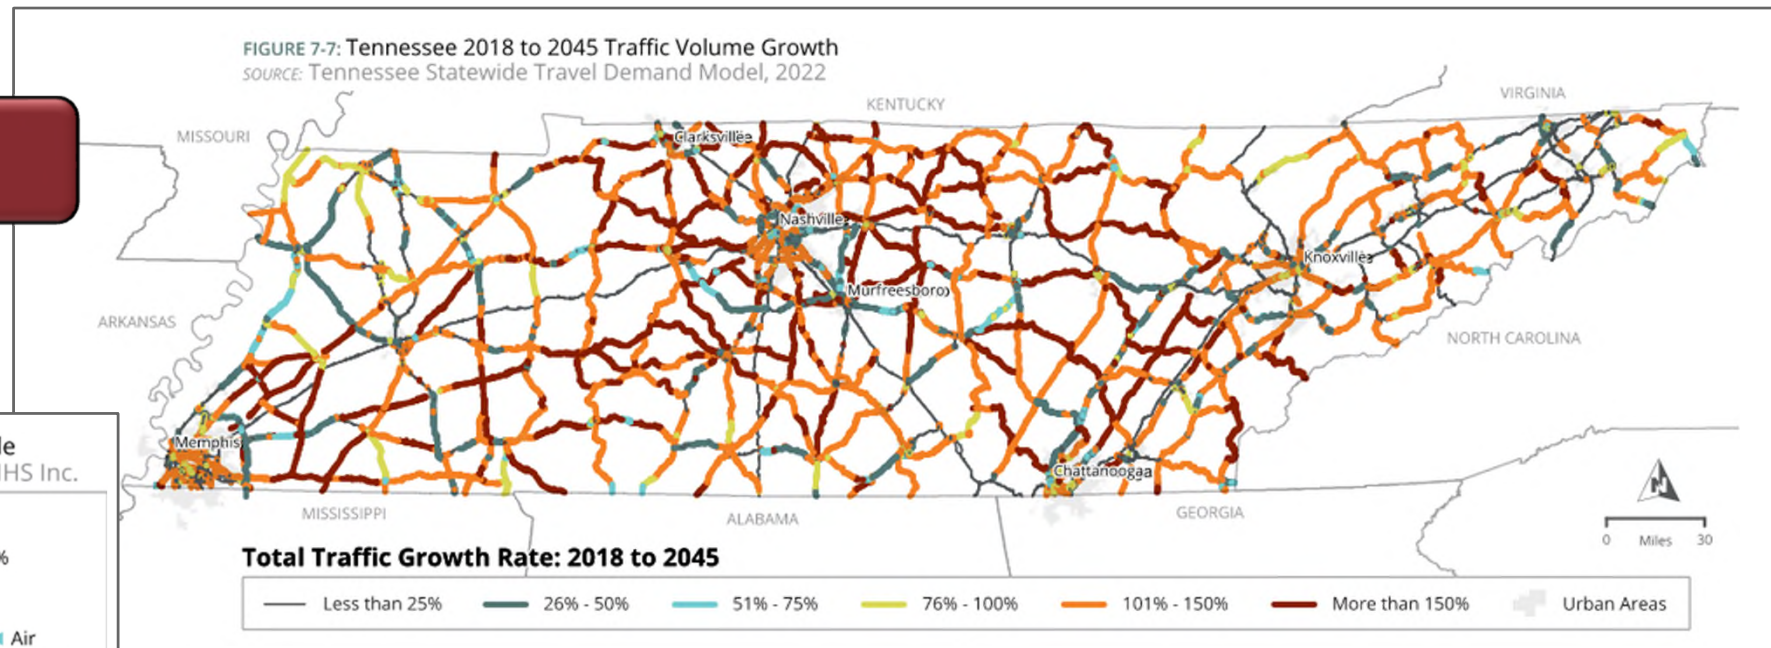 FIGURE 7-7: Tennessee 2018 to 2045 Traffic Volume Growth
SOURCE: Tennessee Statewide Travel Demand Model, 2022
KENTUCKY
VIRGINIA
MISSOURI
Clarksville
Nashville
Knoxville
Murfreesboro
ARKANSAS
NORTH CAROLINA
Memphis
Chattanooga
MISSISSIPPI
ALABAMA
GEORGIA
N
0 Miles 30
le
IHS Inc.
%
Air
Total Traffic Growth Rate: 2018 to 2045
Less than 25% 26% - 50% 51% - 75% 76% - 100% 101% - 150% More than 150% Urban Areas